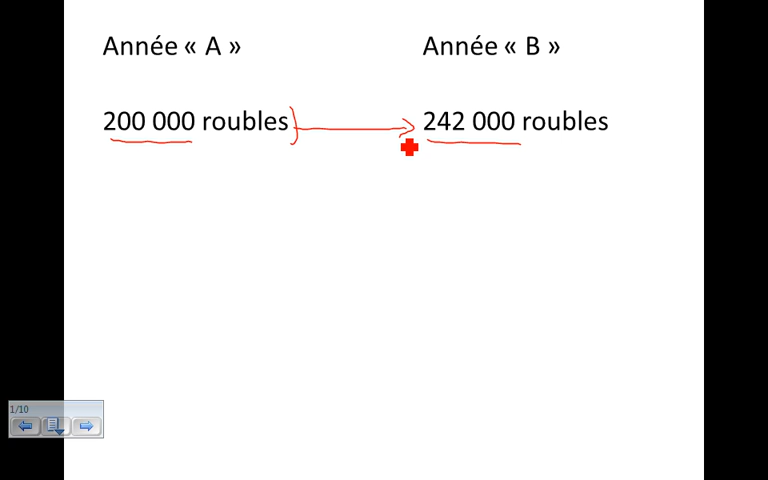 Année « A » Année « B »
200 000 roubles 242 000 roubles
1/10